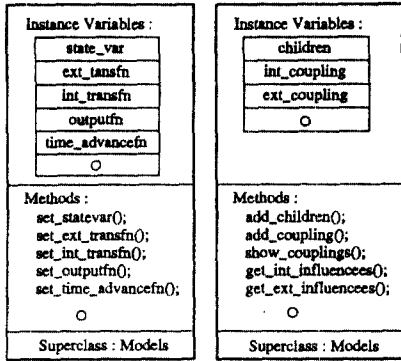 Instance Variables :
state_var
ext_tansfn
int_transfn
outputfn
time_advancefn
Methods :
set_statevar();
set_ext_transfn();
set_int_transfn();
set_outputfn();
set_time_advancefn();
Superclass : Models
Instance Variables :
children
int_coupling
ext_coupling
Methods :
add_children();
add_coupling();
show_couplings();
get_int_influencees();
get_ext_influencees();
Superclass : Models